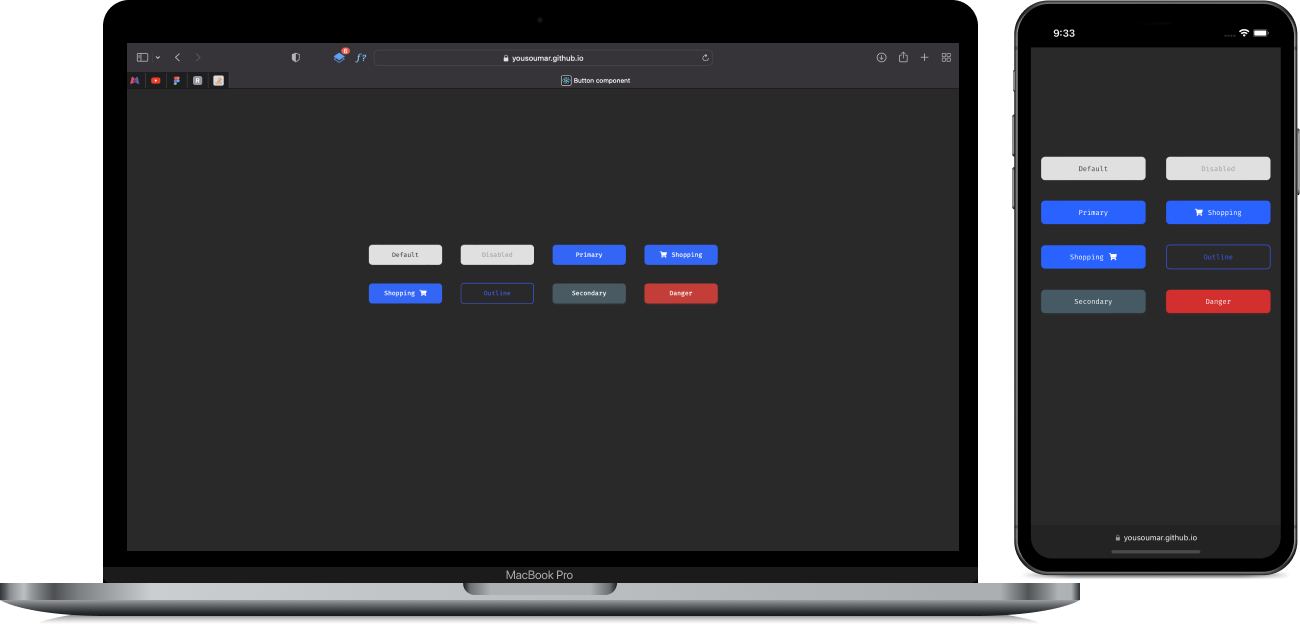 6
ƒ?
yousoumar.github.io
R
Button component
Default Disabled Primary Shopping
Shopping Outline Secondary Danger
MacBook Pro
9:33
Default Disabled
Primary Shopping
Shopping Outline
Secondary Danger
yousoumar.github.io